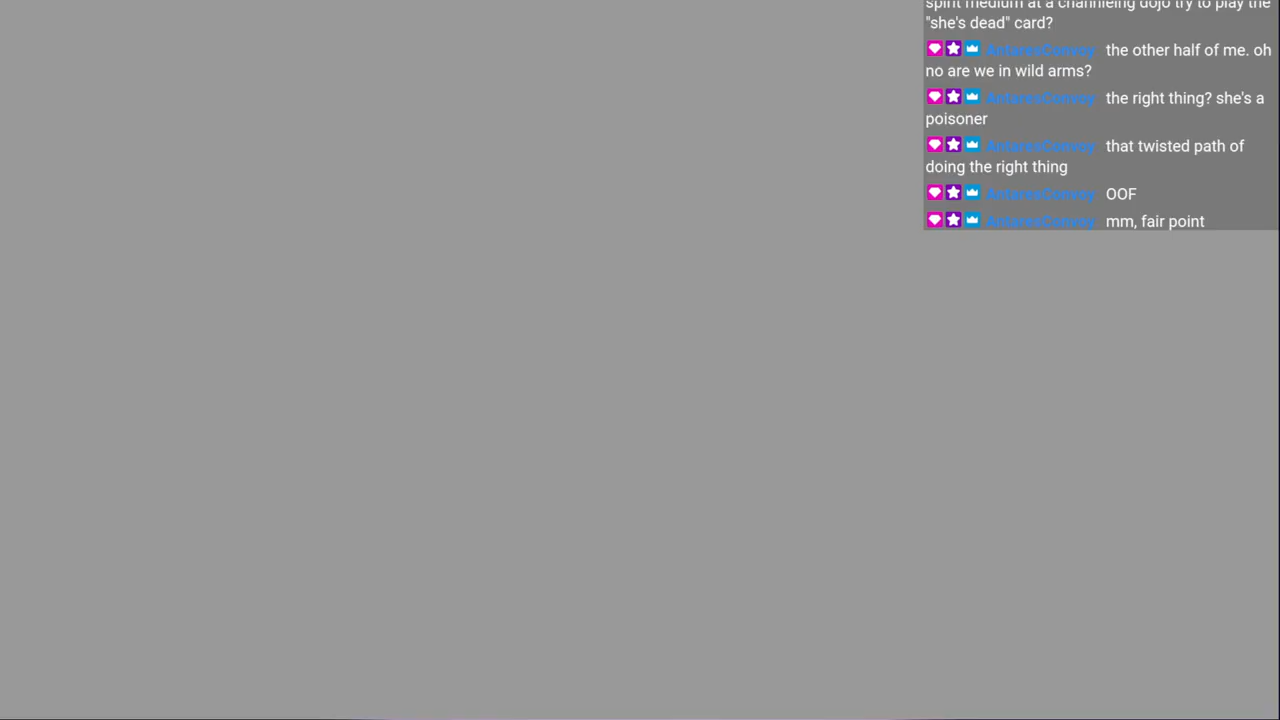 spirit medium at a channieing dojo try to play the
"she's dead" card?
AntaresConvoy the other half of me. oh
no are we in wild arms?
AntaresConvoy the right thing? she's a
poisoner
AntaresConvoy that twisted path of
doing the right thing
AntaresConvoy OOF
AntaresConvoy mm, fair point